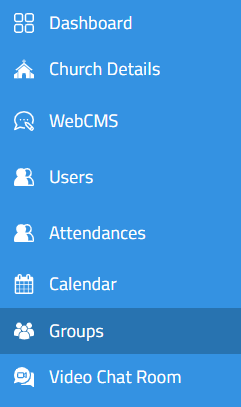 Dashboard
Church Details
WebCMS
Users
Attendances
Calendar
Groups
Video Chat Room